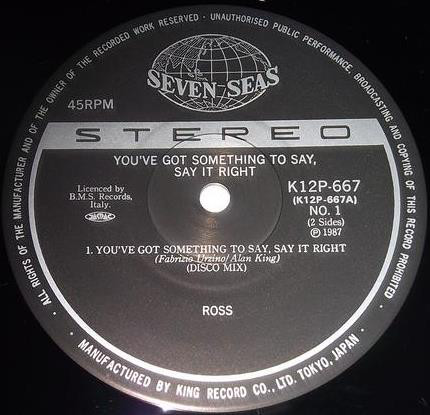 ALL RIGHTS OF THE MANUFACTURER AND OF THE OWNER OF THE RECORDED WORK RESERVED · UNAUTHORISED PUBLIC PERFORMANCE, BROADCASTING AND COPYING OF THIS RECORD PROHIBITED ·
SEVEN SEAS
45RPM
STEREO
YOU'VE GOT SOMETHING TO SAY,
SAY IT RIGHT
Licenced by
B.M.S. Records,
Italy.
JASRAC
K12P-667
(K12P-667A)
NO. 1
(2 Sides)
Ⓟ 1987
1. YOU'VE GOT SOMETHING TO SAY, SAY IT RIGHT
(Fabrizio Urzino/Alan King)
(DISCO MIX)
ROSS
· MANUFACTURED BY KING RECORD CO., LTD. TOKYO, JAPAN ·